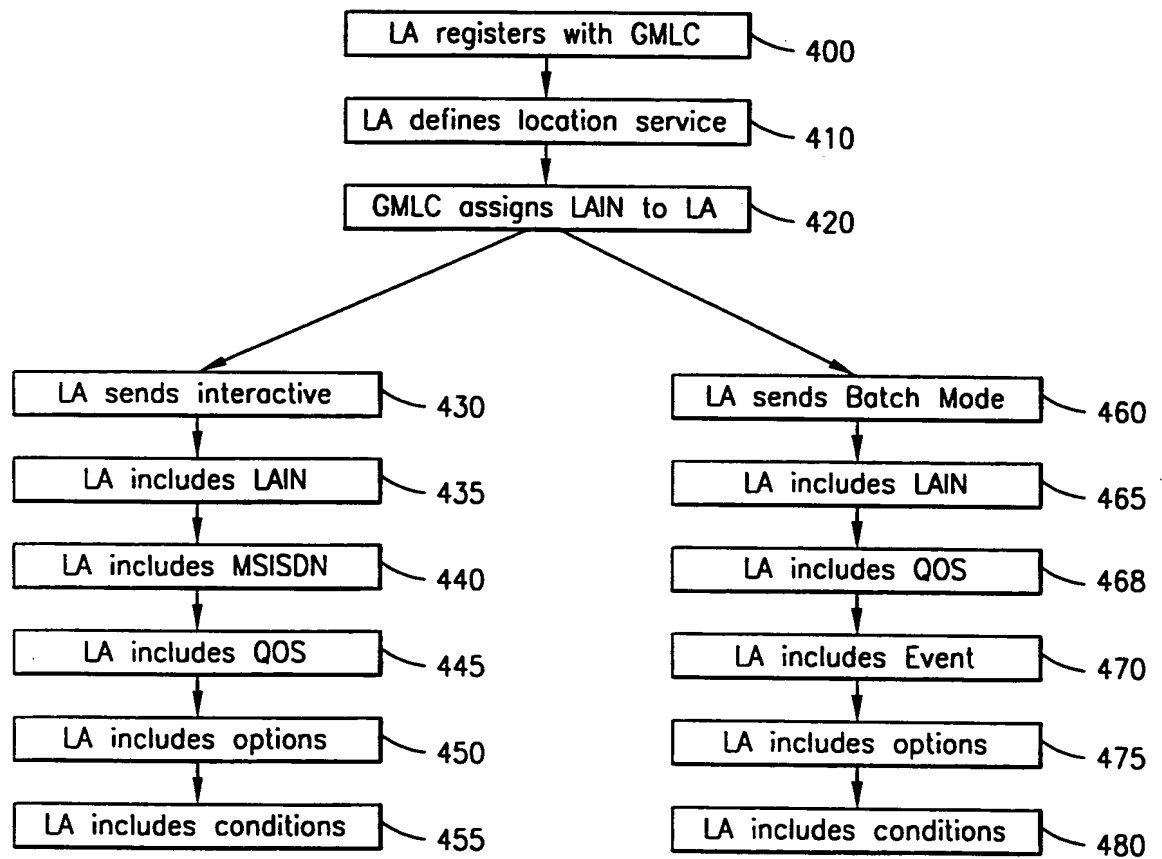 LA registers with GMLC
400
LA defines location service
410
GMLC assigns LAIN to LA
420
LA sends interactive
430
LA includes LAIN
435
LA includes MSISDN
440
LA includes QOS
445
LA includes options
450
LA includes conditions
455
LA sends Batch Mode
460
LA includes LAIN
465
LA includes QOS
468
LA includes Event
470
LA includes options
475
LA includes conditions
480